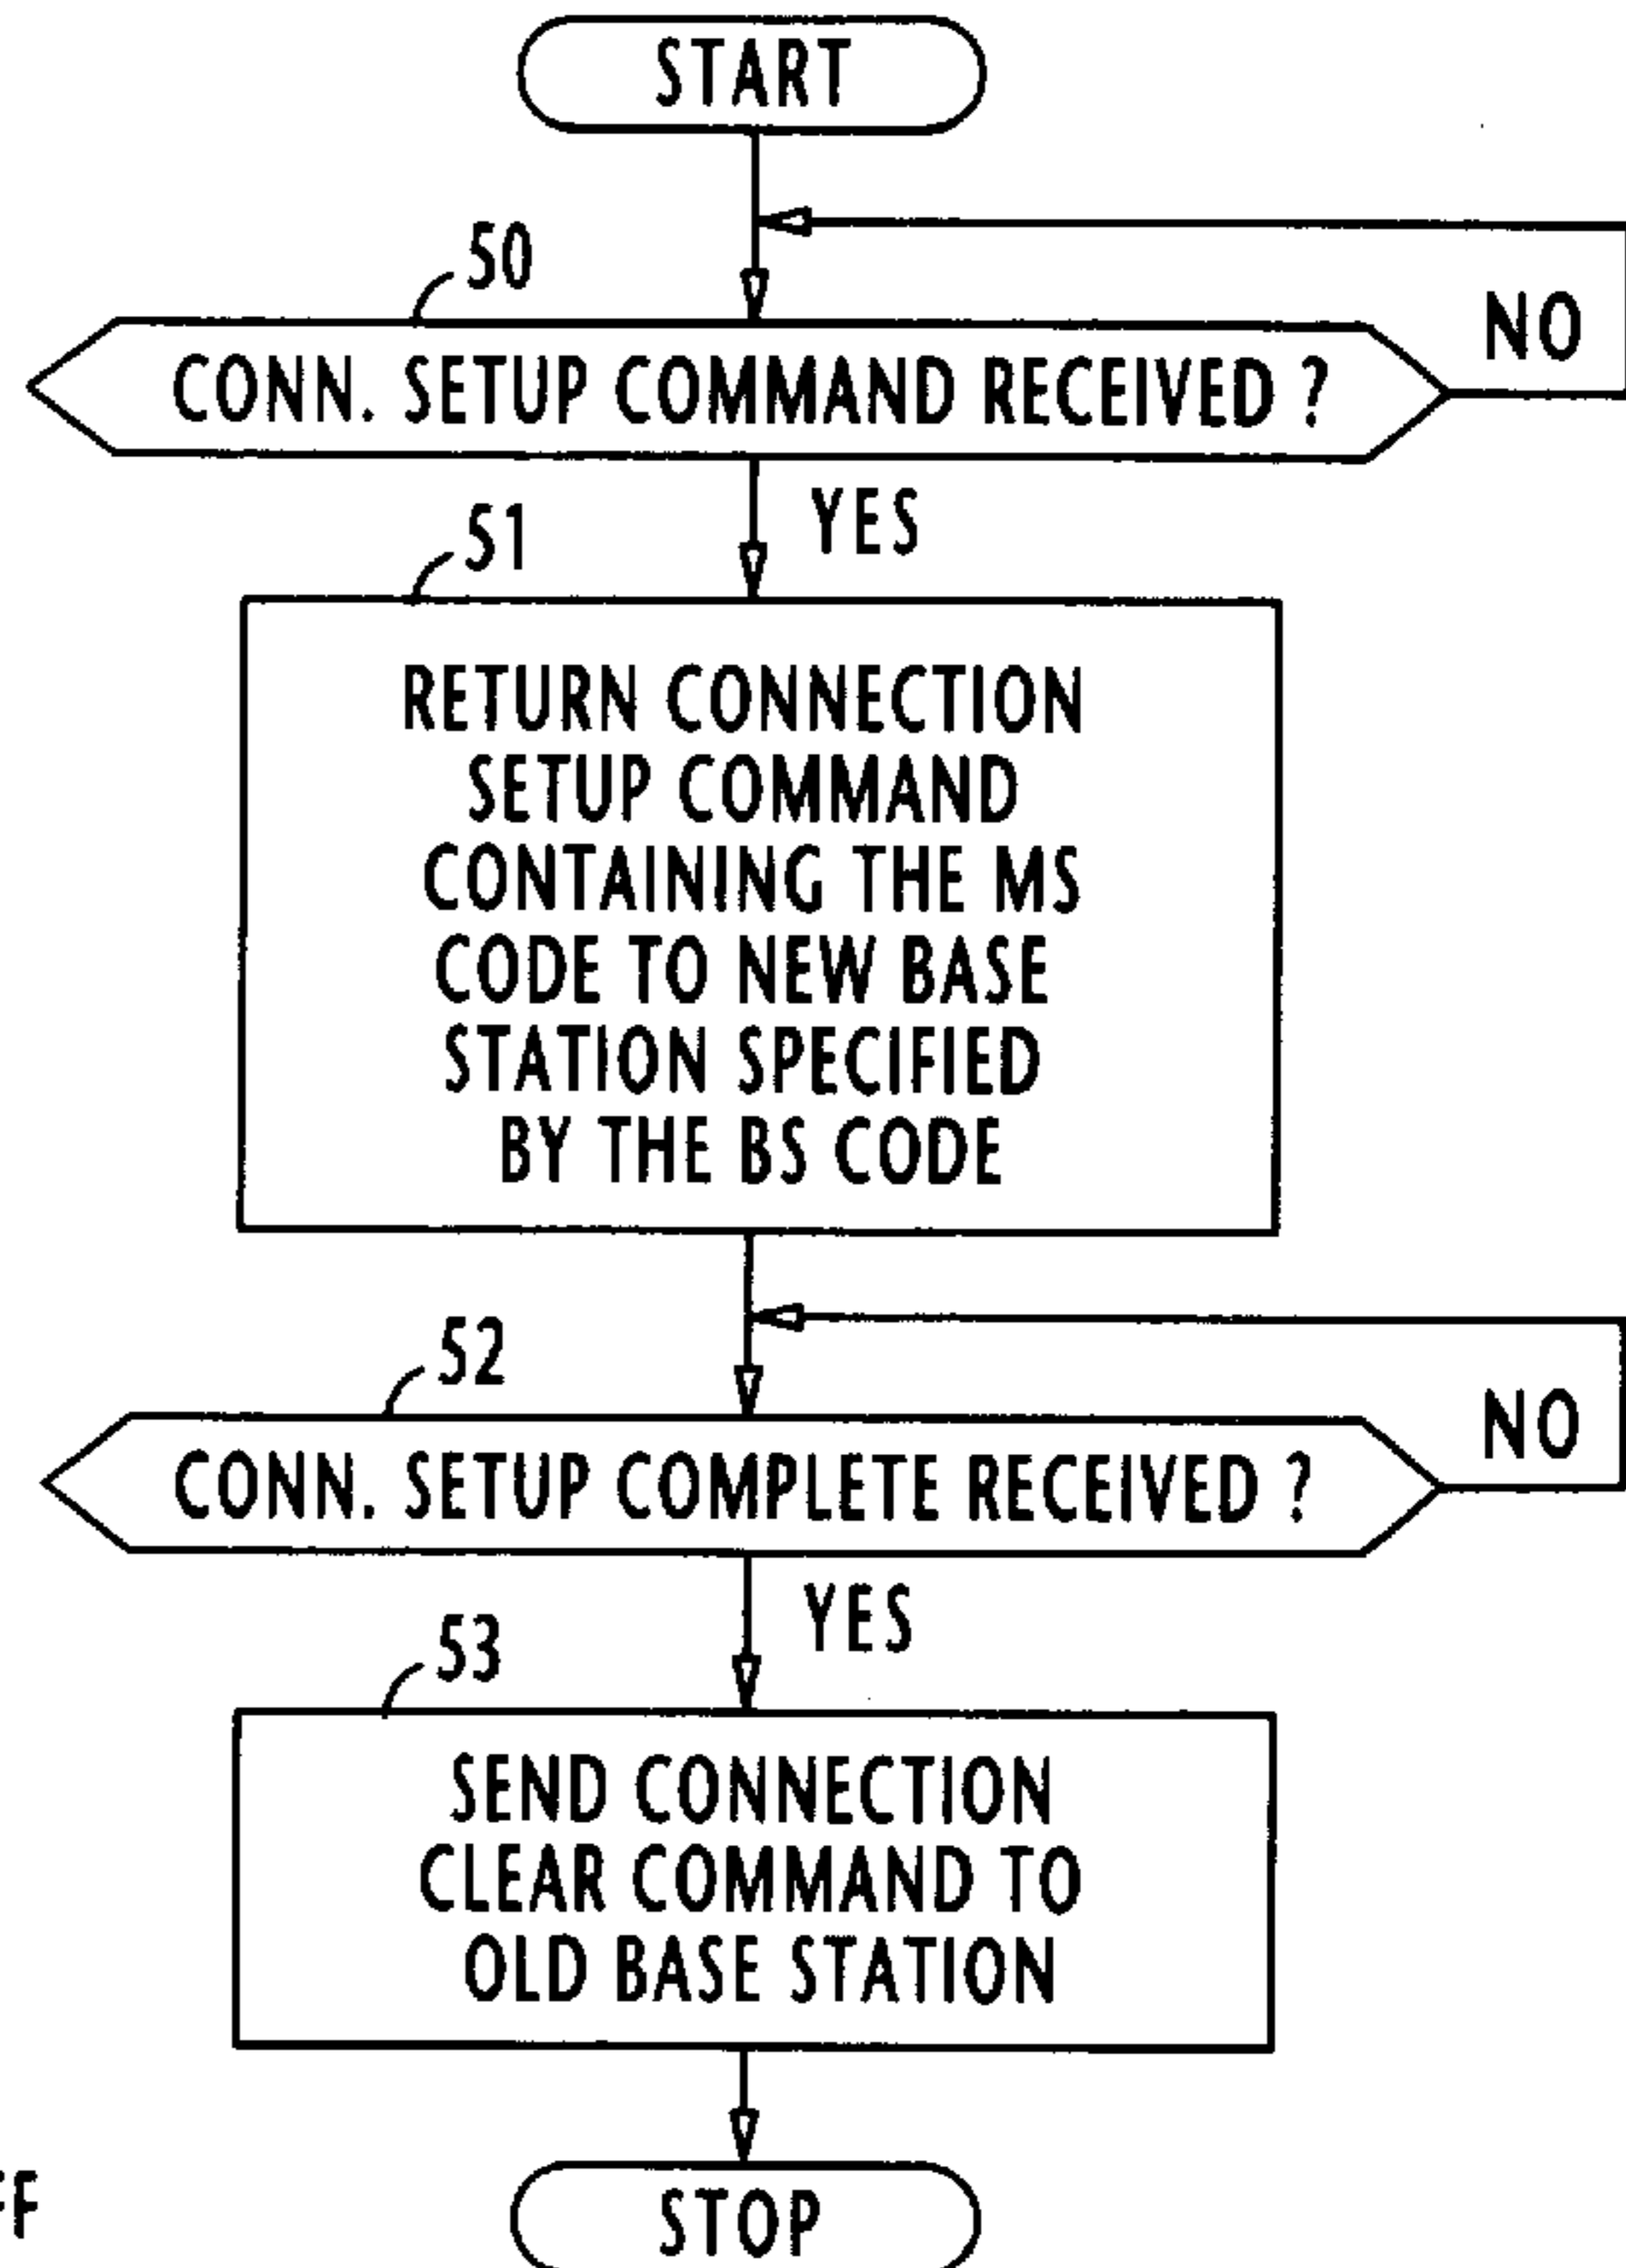 START
50
NO
CONN. SETUP COMMAND RECEIVED ?
YES
51
RETURN CONNECTION
SETUP COMMAND
CONTAINING THE MS
CODE TO NEW BASE
STATION SPECIFIED
BY THE BS CODE
52
NO
CONN. SETUP COMPLETE RECEIVED ?
YES
53
SEND CONNECTION
CLEAR COMMAND TO
OLD BASE STATION
STOP